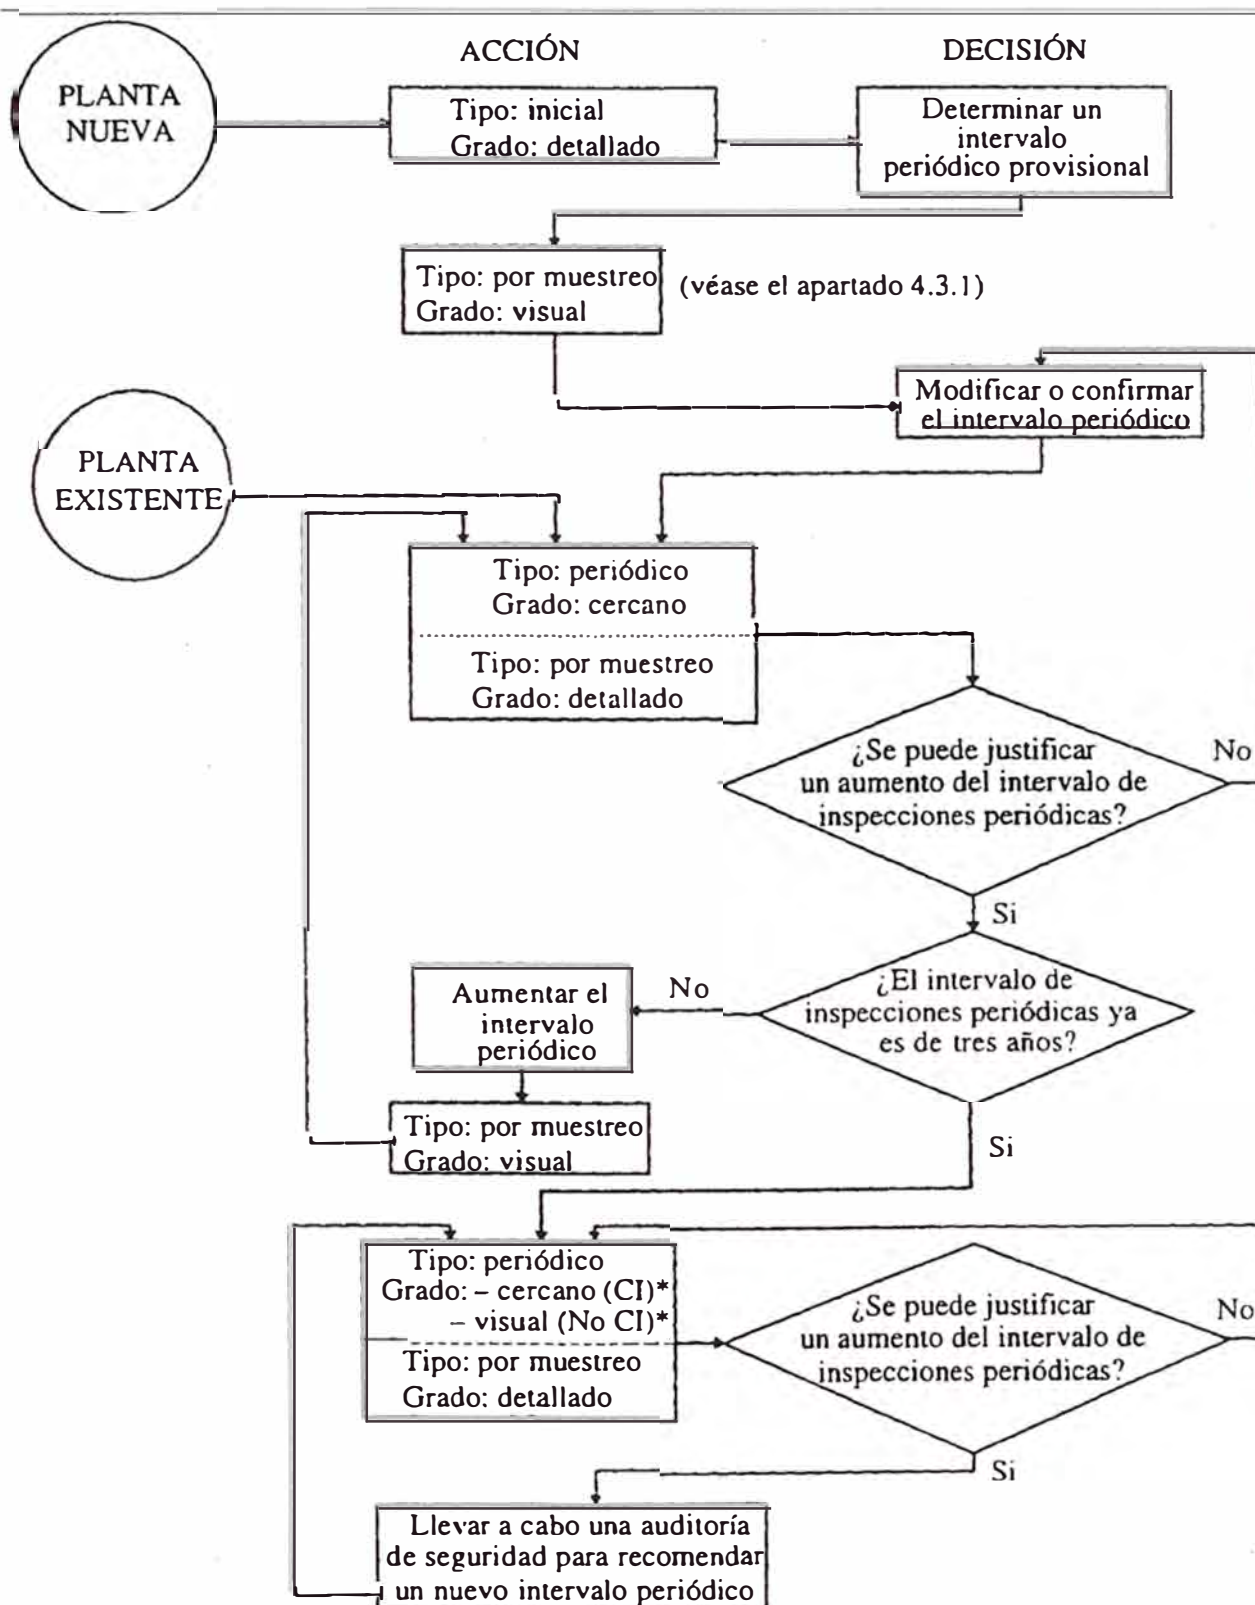 ACCIÓN
DECISIÓN
PLANTA
NUEVA
Tipo: inicial
Grado: detallado
Determinar un
intervalo
periódico provisional
Tipo: por muestreo
Grado: visual
(véase el apartado 4.3.1)
Modificar o confirmar
el intervalo periódico
PLANTA
EXISTENTE
Tipo: periódico
Grado: cercano
Tipo: por muestreo
Grado: detallado
¿Se puede justificar
un aumento del intervalo de
inspecciones periódicas?
No
Si
¿El intervalo de
inspecciones periódicas ya
es de tres años?
No
Aumentar el
intervalo
periódico
Tipo: por muestreo
Grado: visual
Si
Tipo: periódico
Grado: – cercano (CI)*
– visual (No CI)*
Tipo: por muestreo
Grado: detallado
¿Se puede justificar
un aumento del intervalo de
inspecciones periódicas?
No
Si
Llevar a cabo una auditoría
de seguridad para recomendar
un nuevo intervalo periódico